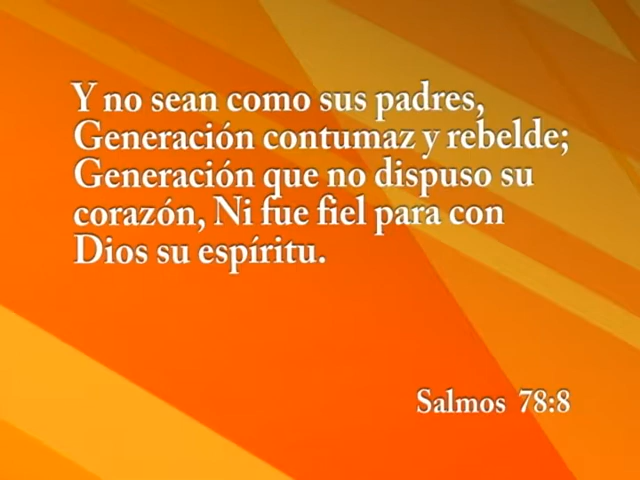 Y no sean como sus padres,
Generación contumaz y rebelde;
Generación que no dispuso su
corazón, Ni fue fiel para con
Dios su espíritu.
Salmos 78:8